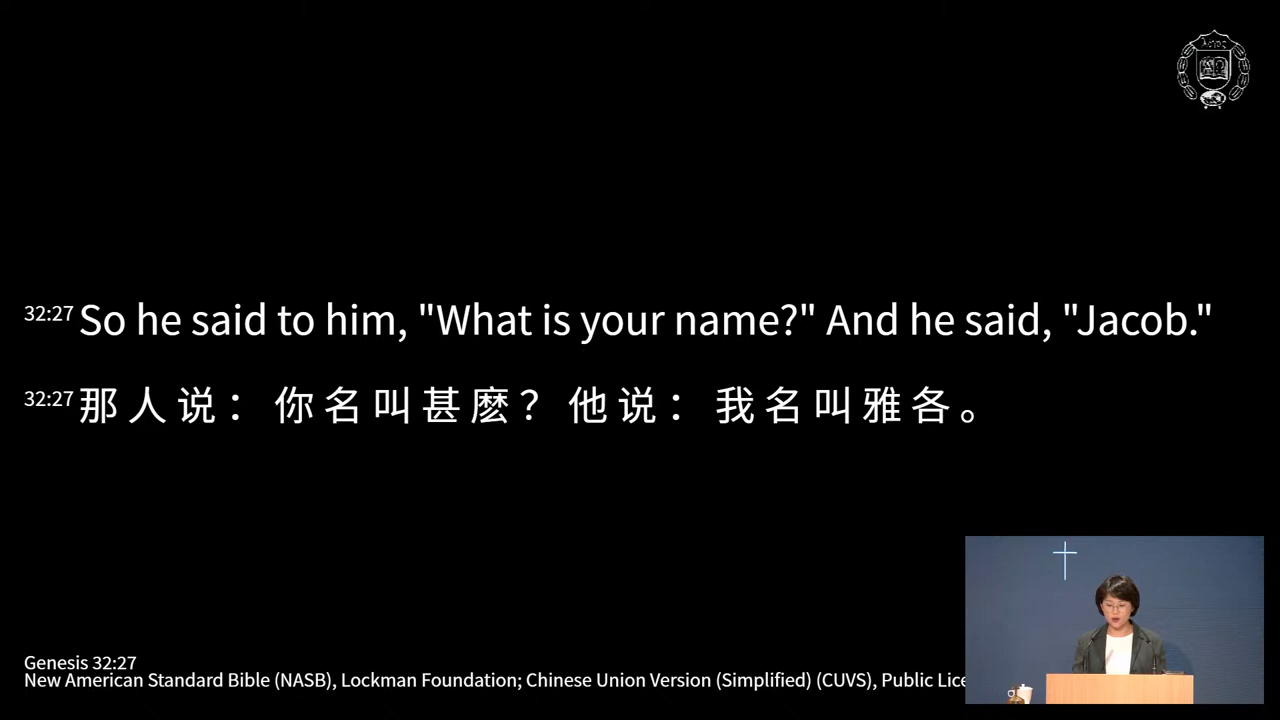 λόγος
32:27 So he said to him, "What is your name?" And he said, "Jacob."
32:27 那人说：你名叫甚麽？他说：我名叫雅各。
Genesis 32:27
New American Standard Bible (NASB), Lockman Foundation; Chinese Union Version (Simplified) (CUVS), Public